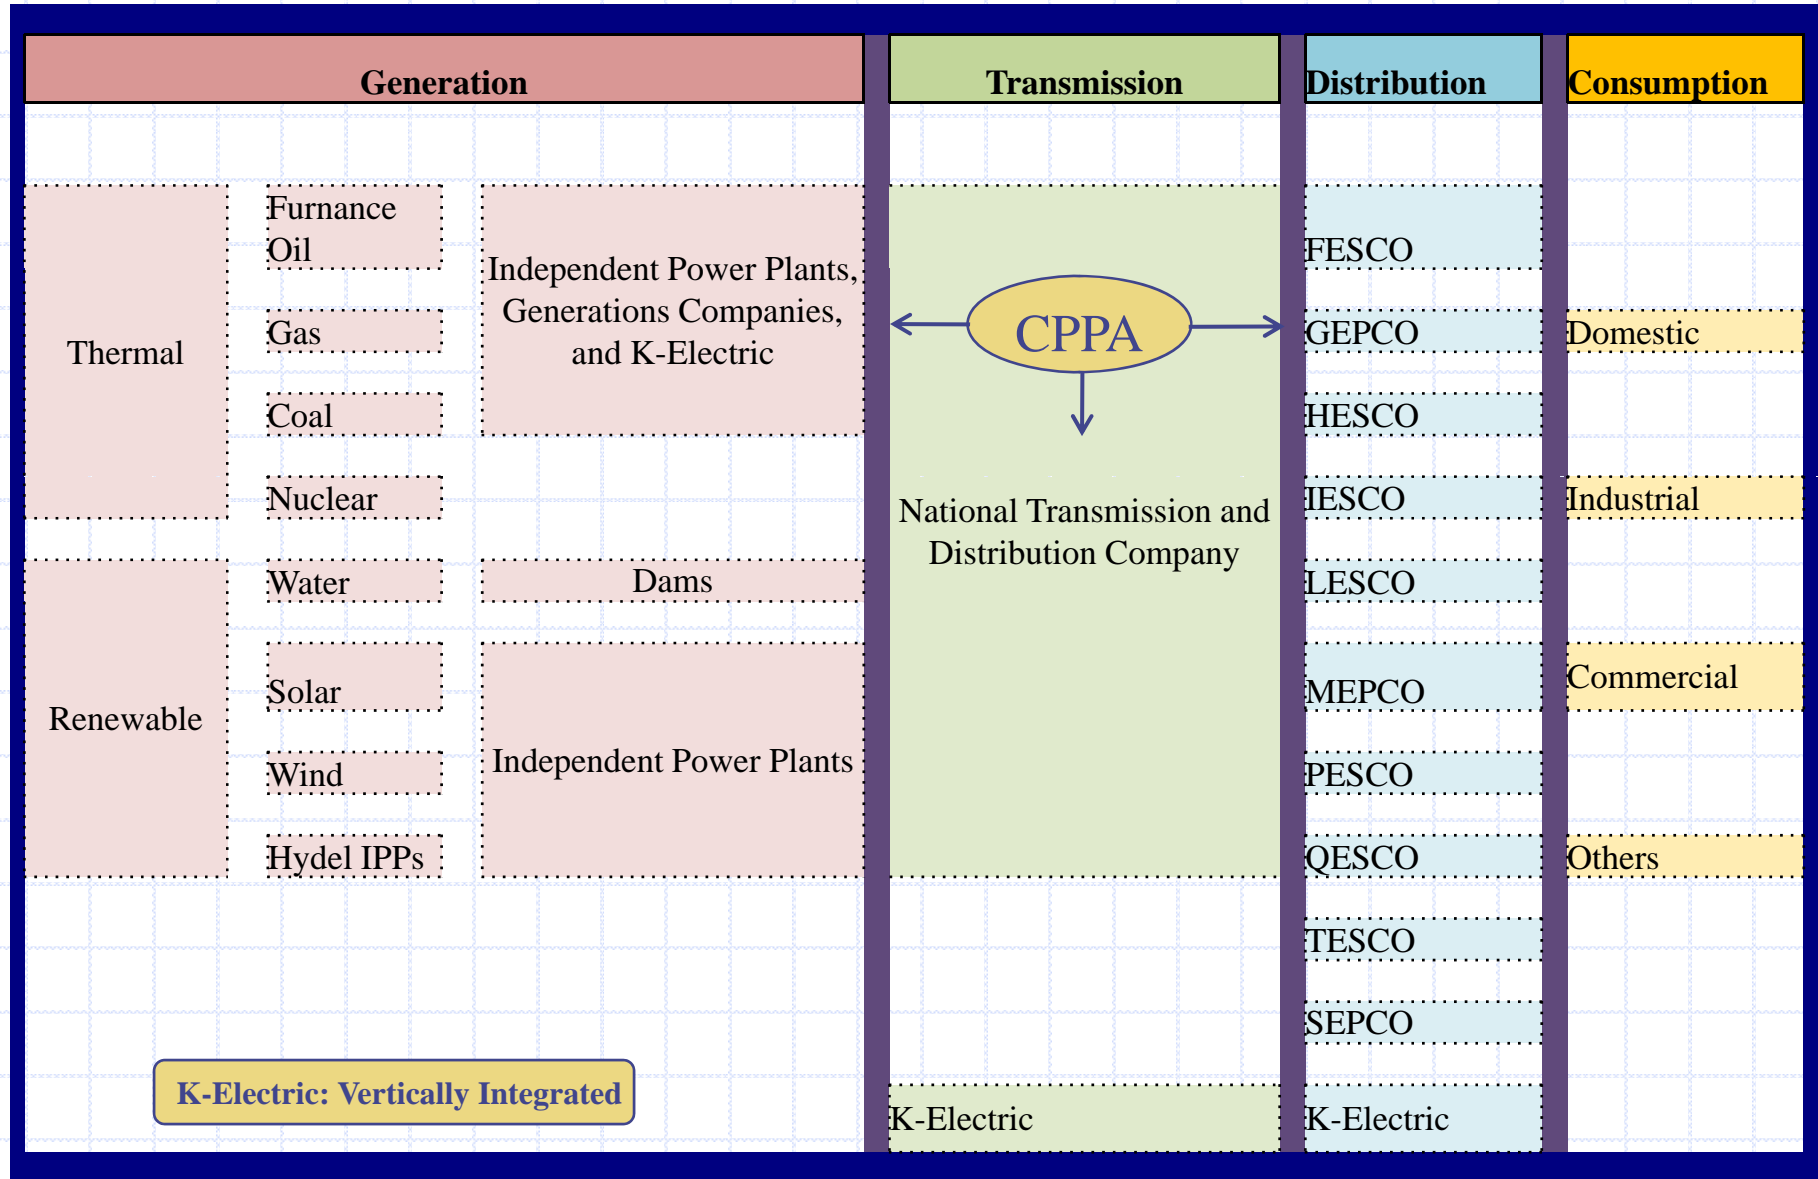 Generation
Transmission
Distribution
Consumption
Thermal
Furnance
Oil
Gas
Coal
Nuclear
Independent Power Plants,
Generations Companies,
and K-Electric
Renewable
Water
Solar
Wind
Hydel IPPs
Dams
Independent Power Plants
K-Electric: Vertically Integrated
CPPA
National Transmission and
Distribution Company
K-Electric
FESCO
GEPCO
HESCO
IESCO
LESCO
MEPCO
PESCO
QESCO
TESCO
SEPCO
K-Electric
Domestic
Industrial
Commercial
Others